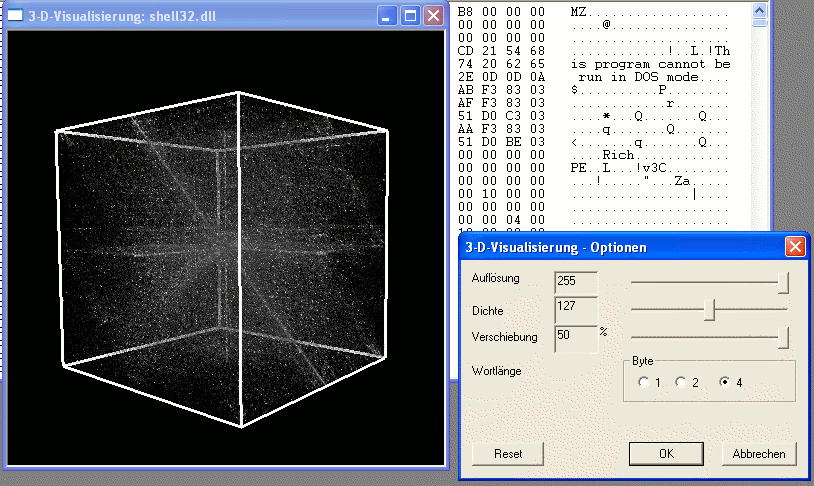 3-D-Visualisierung: shell32.dll
B8 00 00 00 MZ..............
00 00 00 00 ....@...........
00 00 00 00 ................
CD 21 54 68 ............!..L.!Th
74 20 62 65 is program cannot be
2E 0D 0D 0A run in DOS mode....
AB F3 83 03 $...........P.......
AF F3 83 03 ............r.......
51 D0 C3 03 ....*...Q.......Q...
AA F3 83 03 ....q.......Q.......
51 D0 BE 03 <.......q.......Q...
00 00 00 00 ....Rich............
00 00 00 00 PE..L...!v3C........
00 00 00 00 ...!....."...Za.....
00 10 00 00 ...............|....
00 00 00 00 ....................
00 00 04 00 ....................
3-D-Visualisierung - Optionen
Auflösung 255
Dichte 127
Verschiebung 50 %
Wortlänge
Byte
1 2 4
Reset OK Abbrechen